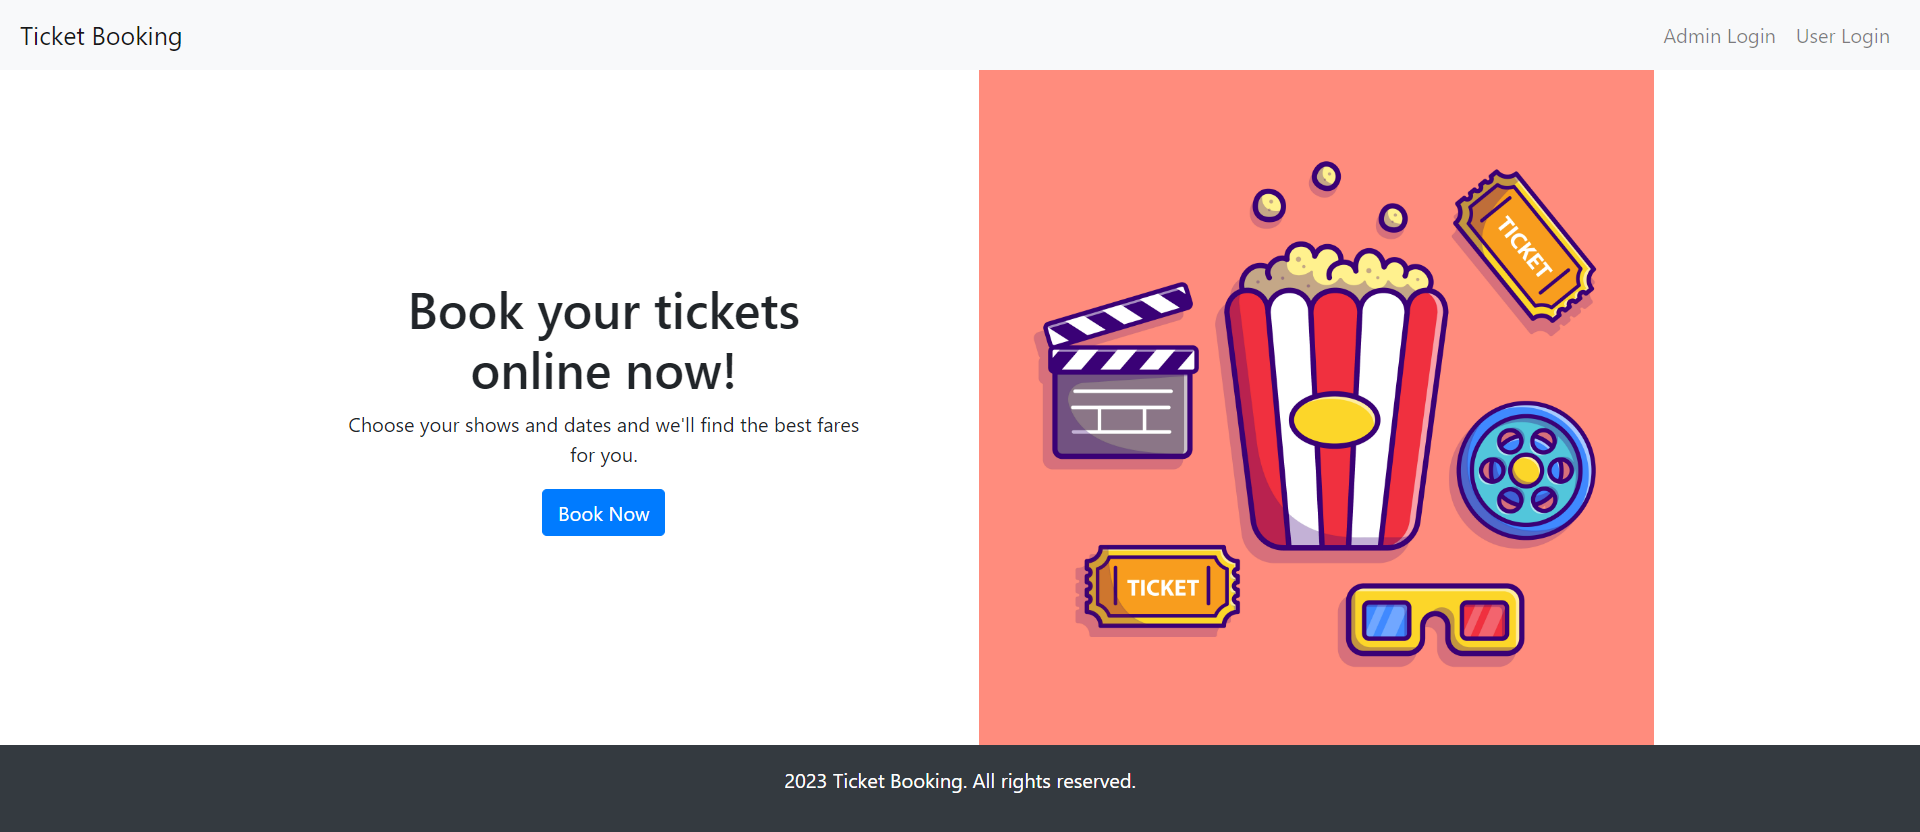 Ticket Booking
Admin Login
User Login
Book your tickets
online now!
Choose your shows and dates and we'll find the best fares
for you.
Book Now
TICKET
TICKET
2023 Ticket Booking. All rights reserved.